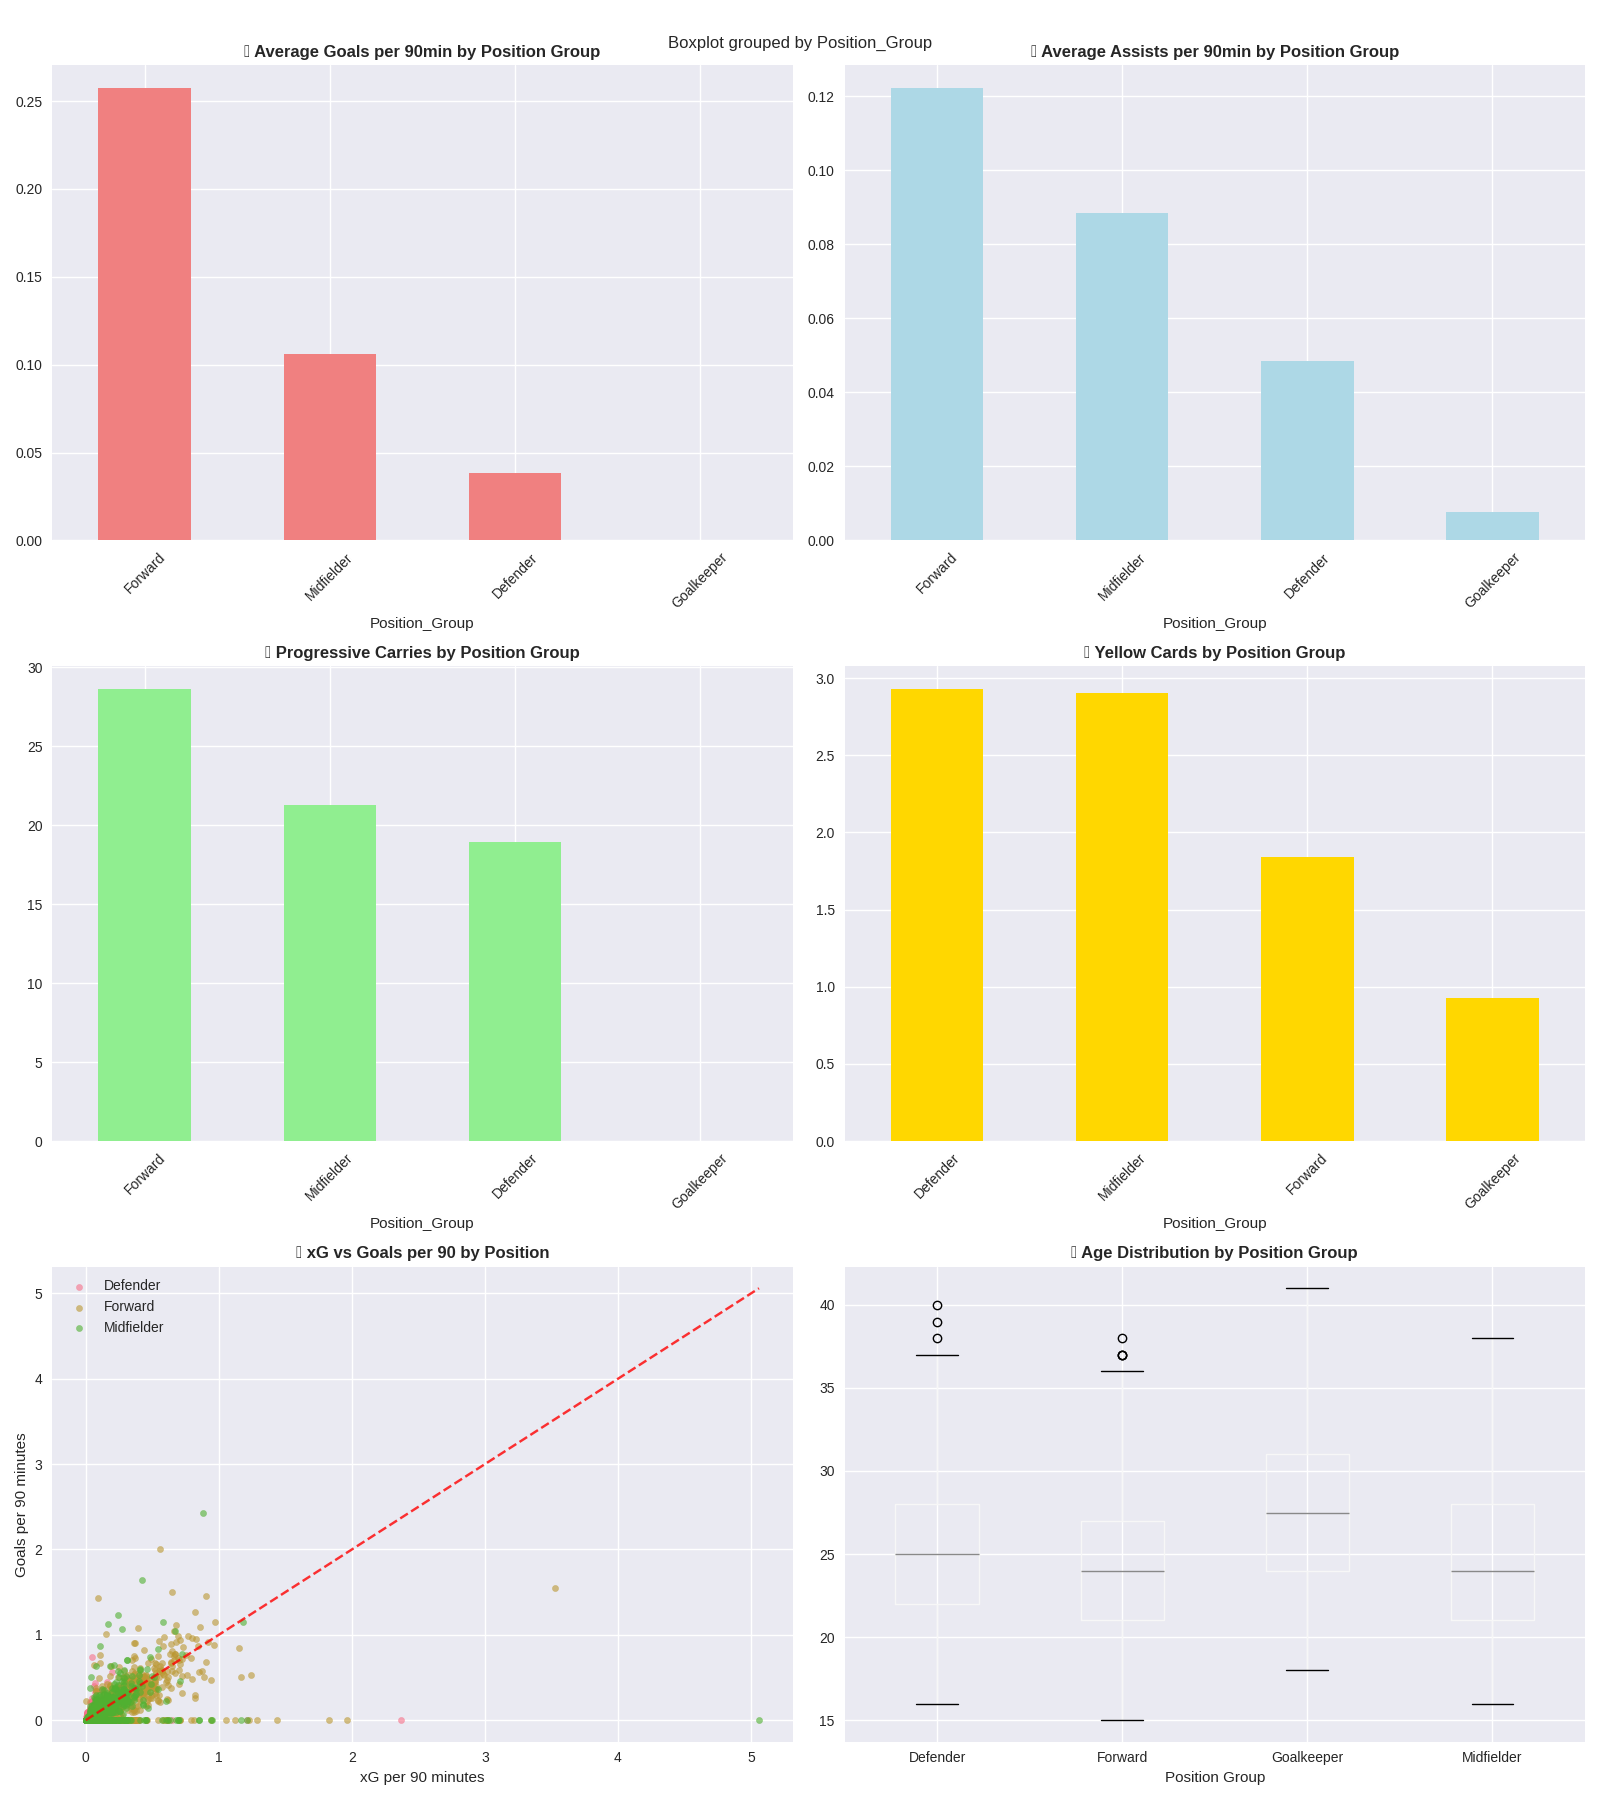 Boxplot grouped by Position_Group
Average Goals per 90min by Position Group
0.25
0.20
0.15
0.10
0.05
0.00
Forward
Midfielder
Defender
Goalkeeper
Position_Group
Average Assists per 90min by Position Group
0.12
0.10
0.08
0.06
0.04
0.02
0.00
Forward
Midfielder
Defender
Goalkeeper
Position_Group
Progressive Carries by Position Group
30
25
20
15
10
5
0
Forward
Midfielder
Defender
Goalkeeper
Position_Group
Yellow Cards by Position Group
3.0
2.5
2.0
1.5
1.0
0.5
0.0
Defender
Midfielder
Forward
Goalkeeper
Position_Group
xG vs Goals per 90 by Position
Defender
Forward
Midfielder
Goals per 90 minutes
5
4
3
2
1
0
0 1 2 3 4 5
xG per 90 minutes
Age Distribution by Position Group
40
35
30
25
20
15
Defender
Forward
Goalkeeper
Midfielder
Position Group